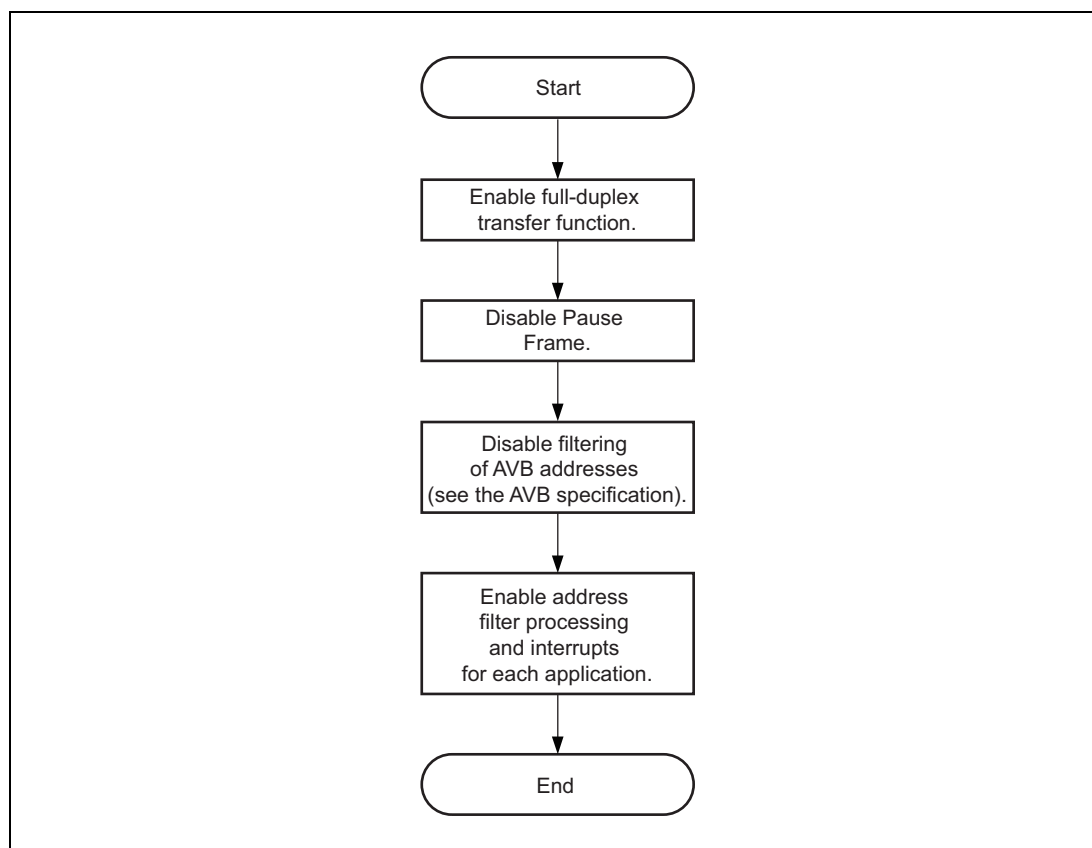 Start
Enable full-duplex
transfer function.
Disable Pause
Frame.
Disable filtering
of AVB addresses
(see the AVB specification).
Enable address
filter processing
and interrupts
for each application.
End